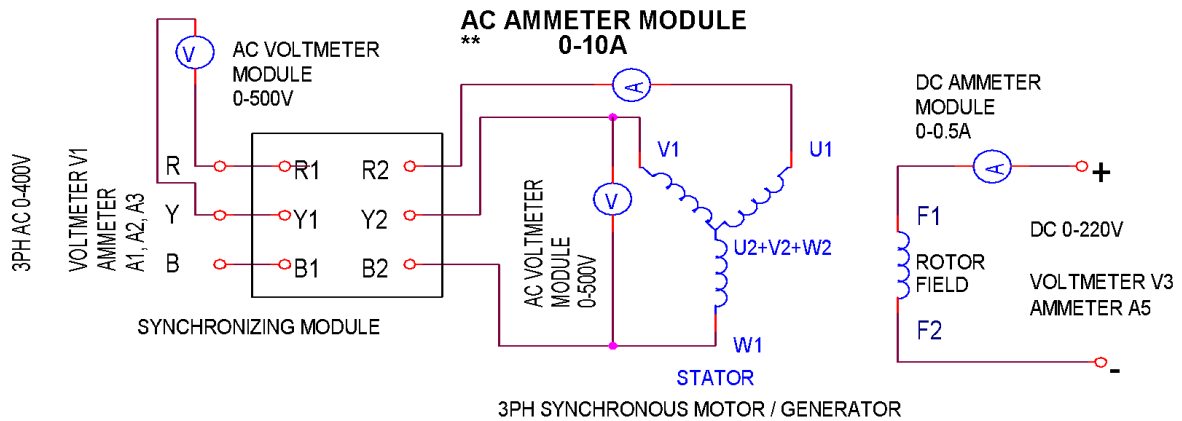 AC AMMETER MODULE
** 0-10A
V
AC VOLTMETER
MODULE
0-500V
A
DC AMMETER
MODULE
0-0.5A
A
+
3PH AC 0-400V
VOLTMETER V1
AMMETER
A1, A2, A3
R
Y
B
R1
Y1
B1
R2
Y2
B2
SYNCHRONIZING MODULE
AC VOLTMETER
MODULE
0-500V
V
V1
U1
U2+V2+W2
W1
STATOR
3PH SYNCHRONOUS MOTOR / GENERATOR
F1
ROTOR
FIELD
F2
DC 0-220V
VOLTMETER V3
AMMETER A5
-